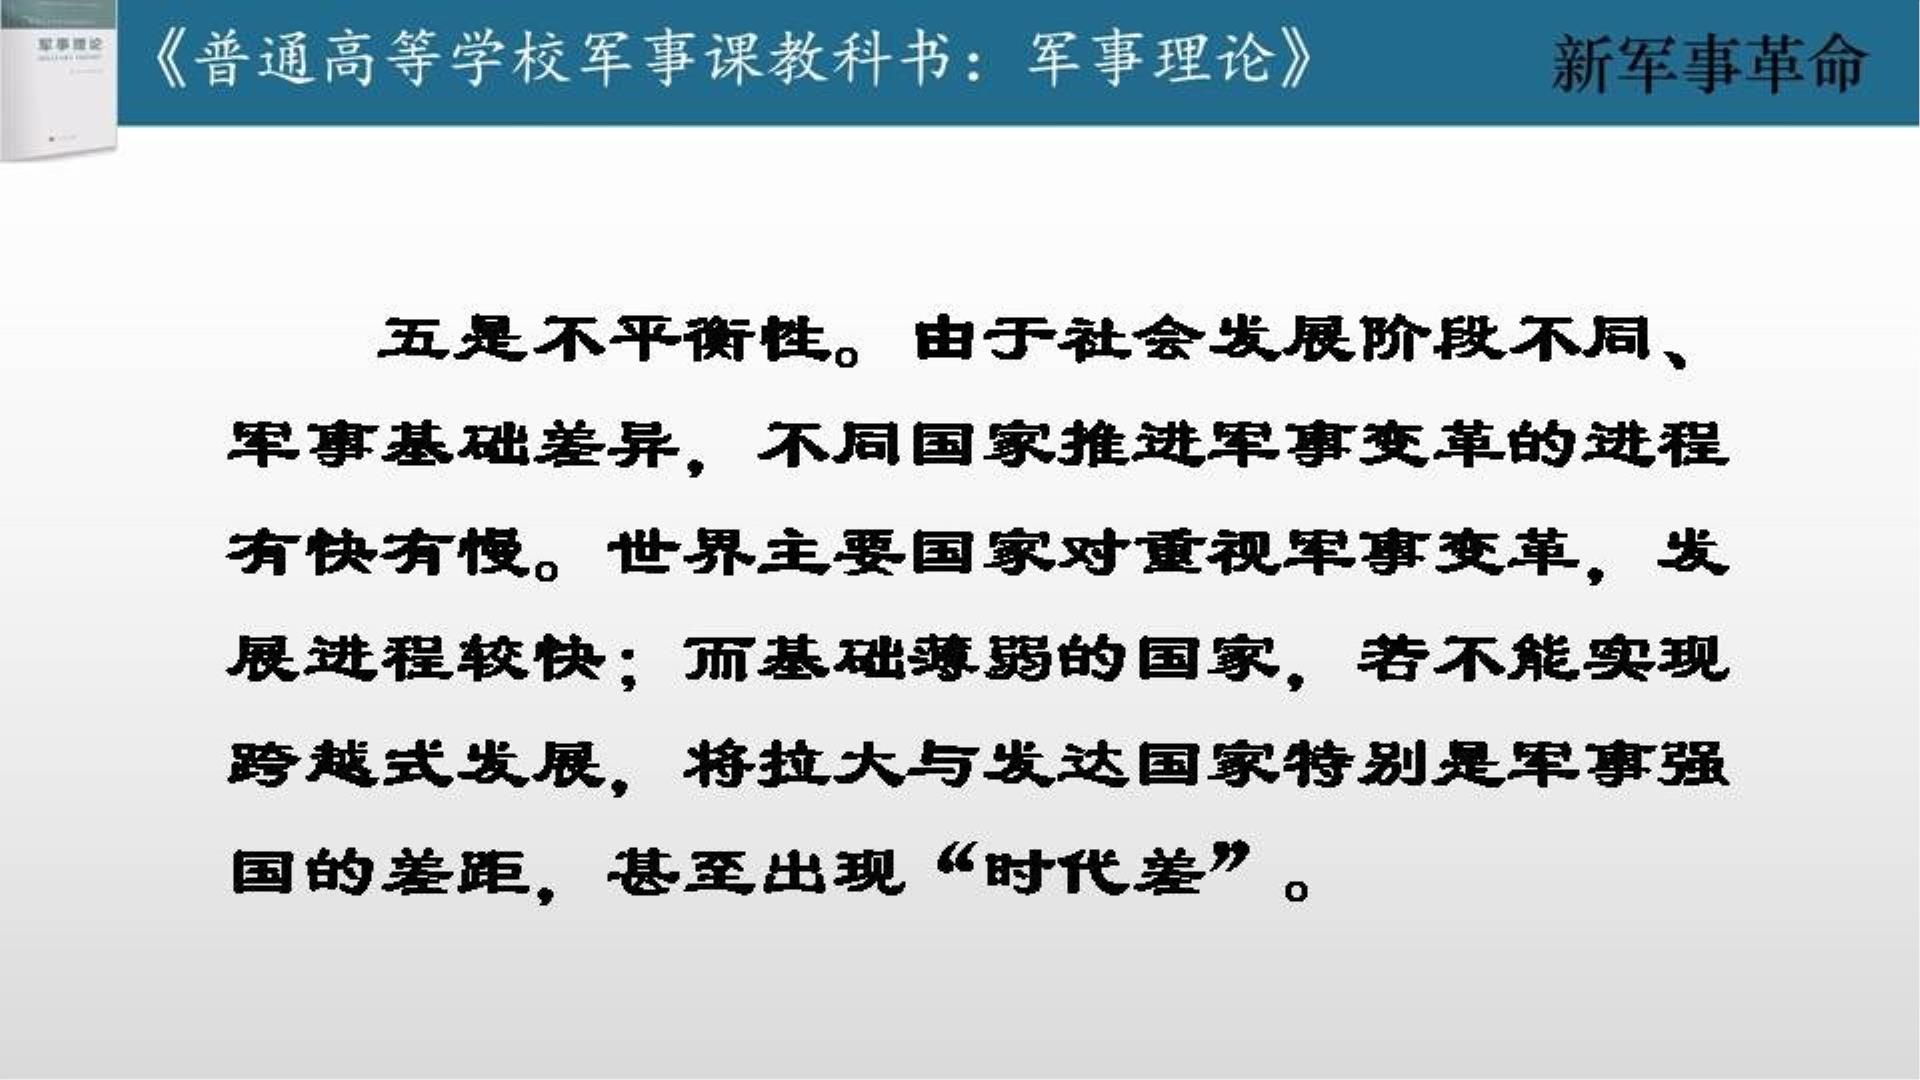 军事理论
《普通高等学校军事课教科书：军事理论》
新军事革命
五是不平衡性。由于社会发展阶段不同、
军事基础差异，不同国家推进军事变革的进程
有快有慢。世界主要国家对重视军事变革，发
展进程较快；而基础薄弱的国家，若不能实现
跨越式发展，将拉大与发达国家特别是军事强
国的差距，甚至出现“时代差”。